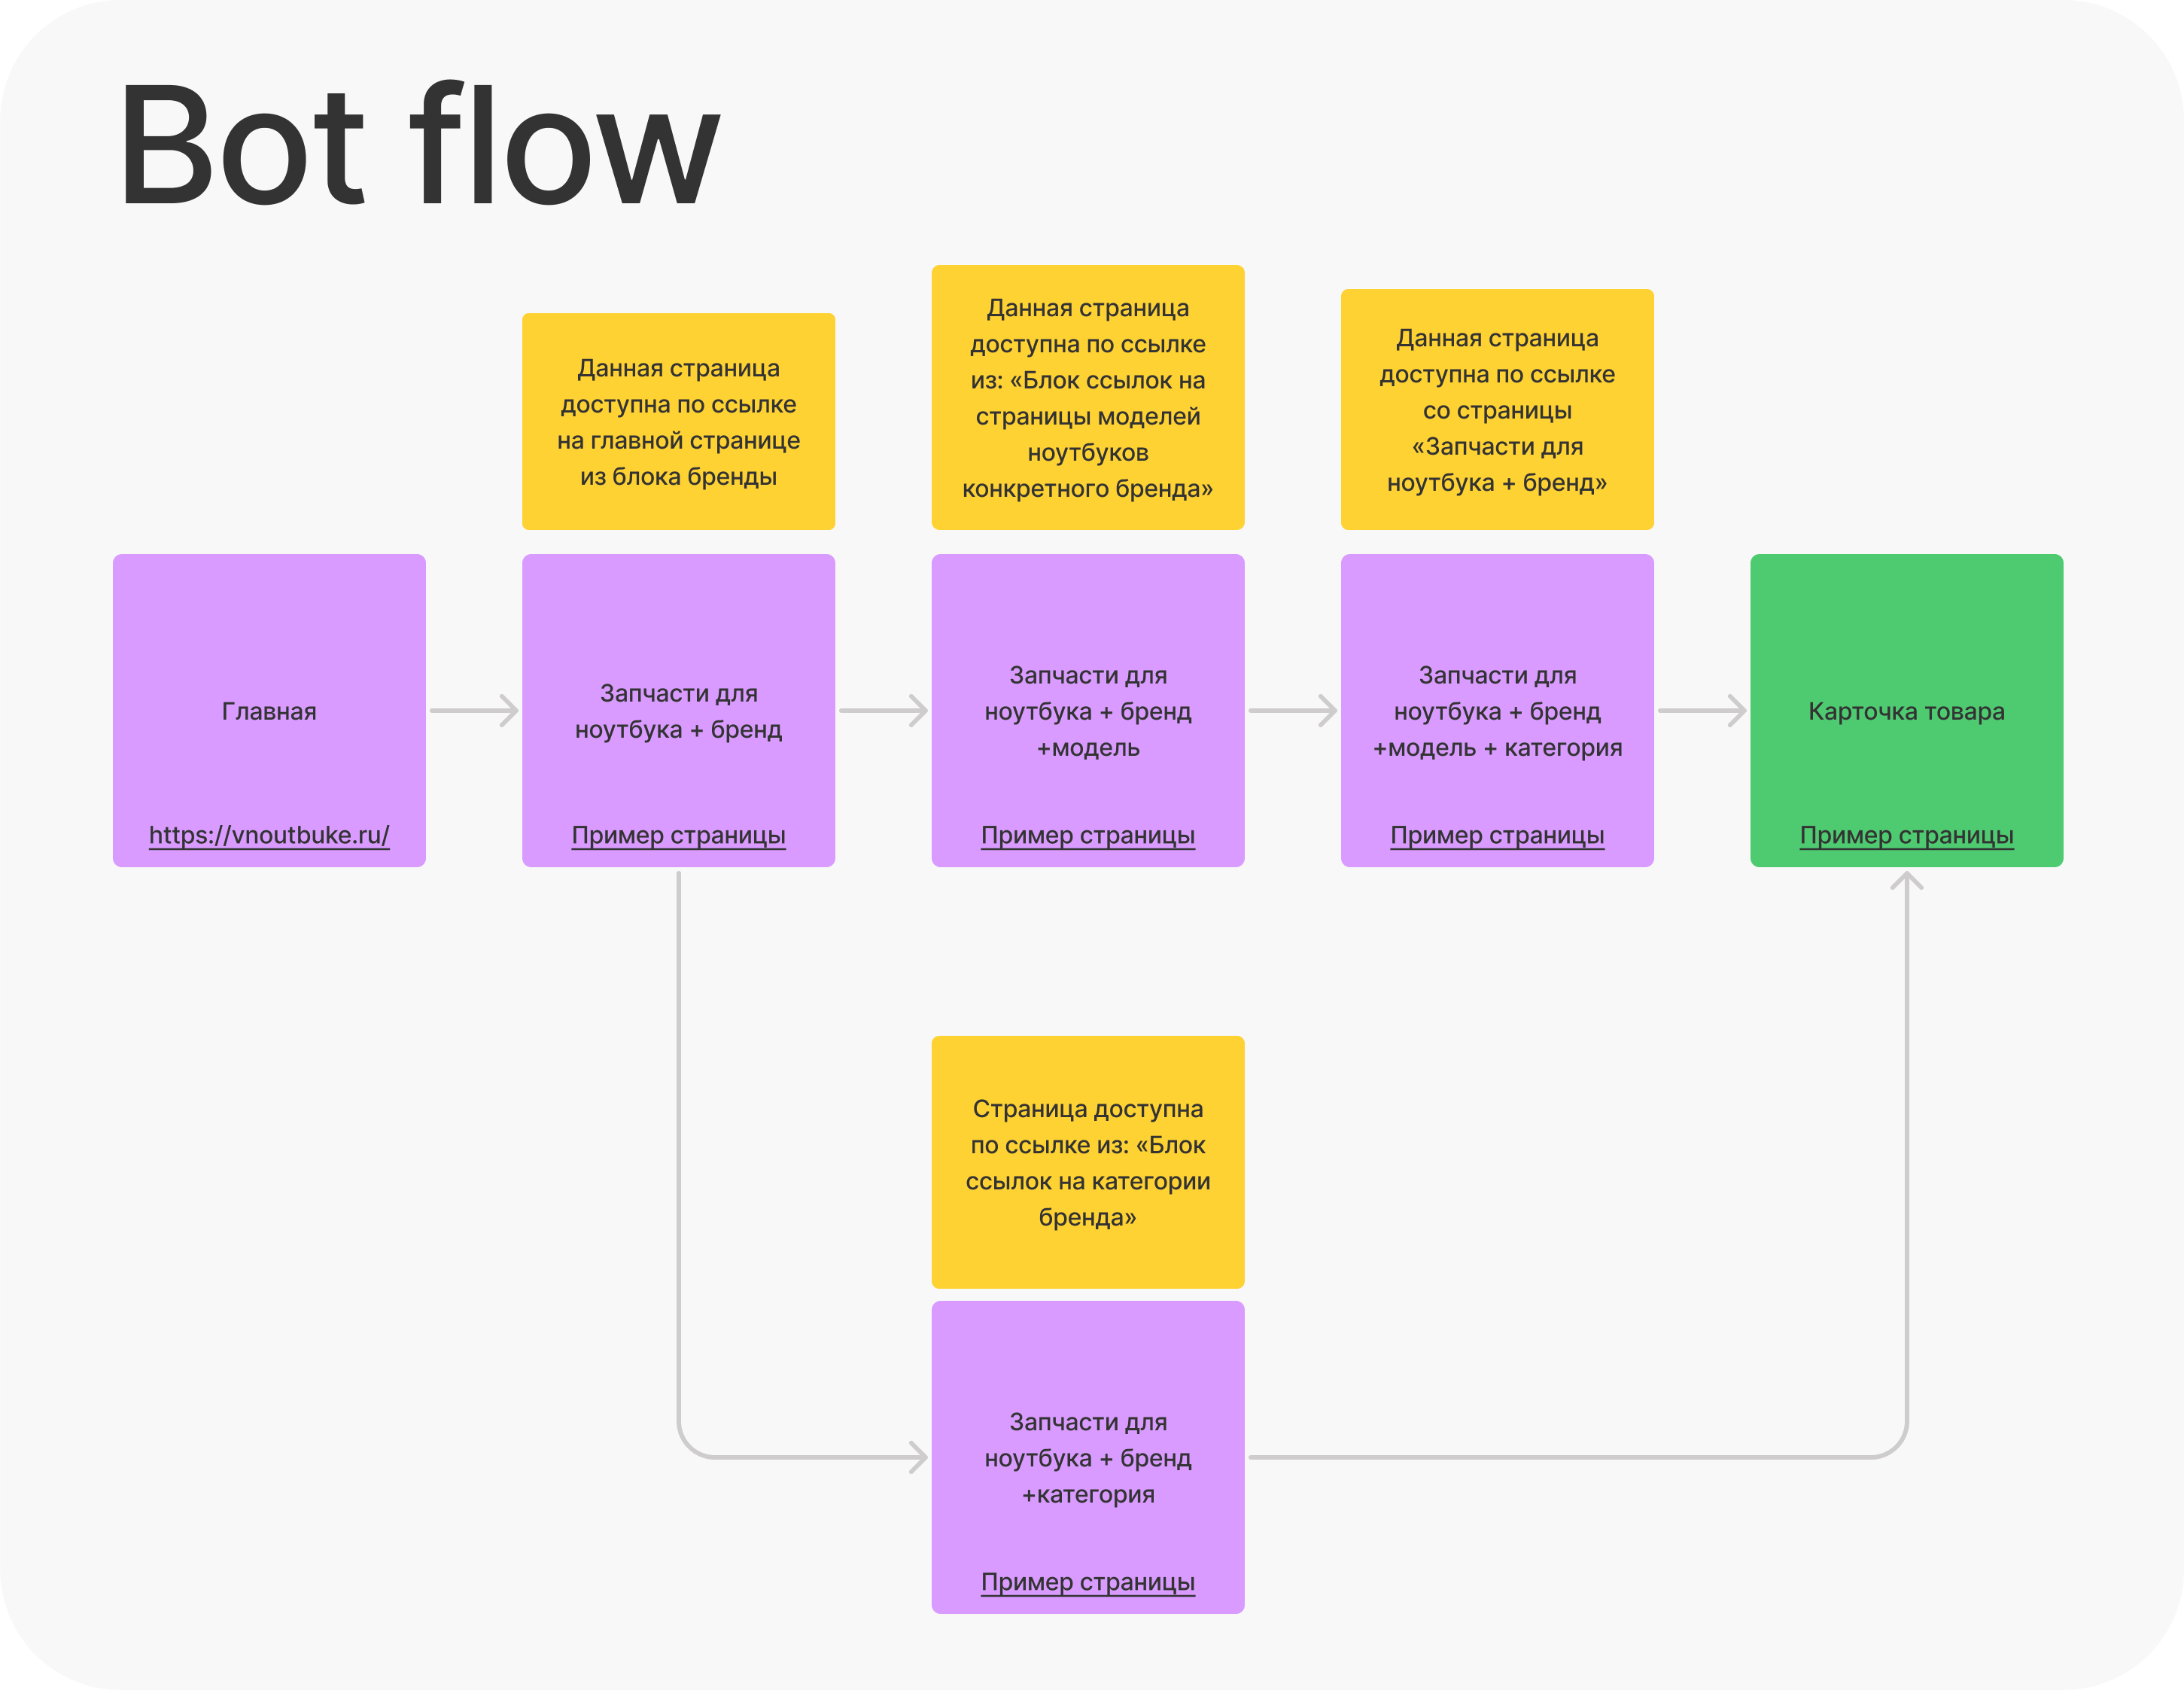 Bot flow
Данная страница
доступна по ссылке
на главной странице
из блока бренды
Данная страница
доступна по ссылке
из: «Блок ссылок на
страницы моделей
ноутбуков
конкретного бренда»
Данная страница
доступна по ссылке
со страницы
«Запчасти для
ноутбука + бренд»
Главная
https://vnoutbuke.ru/
Запчасти для
ноутбука + бренд
Пример страницы
Запчасти для
ноутбука + бренд
+модель
Пример страницы
Запчасти для
ноутбука + бренд
+модель + категория
Пример страницы
Карточка товара
Пример страницы
Страница доступна
по ссылке из: «Блок
ссылок на категории
бренда»
Запчасти для
ноутбука + бренд
+категория
Пример страницы